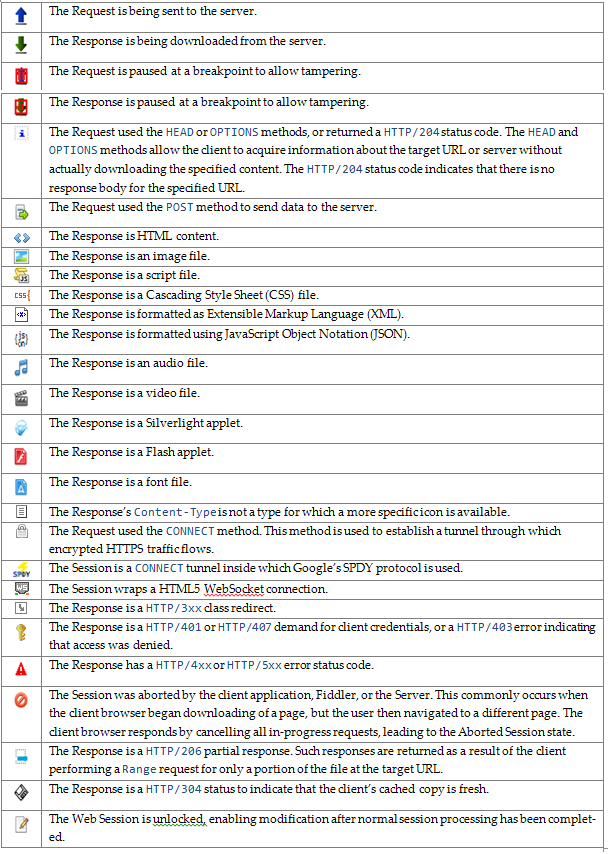 The Request is being sent to the server.
The Response is being downloaded from the server.
The Request is paused at a breakpoint to allow tampering.
The Response is paused at a breakpoint to allow tampering.
The Request used the HEAD or OPTIONS methods, or returned a HTTP/204 status code. The HEAD and
OPTIONS methods allow the client to acquire information about the target URL or server without
actually downloading the specified content. The HTTP/204 status code indicates that there is no
response body for the specified URL.
The Request used the POST method to send data to the server.
The Response is HTML content.
The Response is an image file.
JS
The Response is a script file.
CSS{
The Response is a Cascading Style Sheet (CSS) file.
The Response is formatted as Extensible Markup Language (XML).
The Response is formatted using JavaScript Object Notation (JSON).
The Response is an audio file.
The Response is a video file.
The Response is a Silverlight applet.
The Response is a Flash applet.
The Response is a font file.
The Response's Content-Type is not a type for which a more specific icon is available.
The Request used the CONNECT method. This method is used to establish a tunnel through which
encrypted HTTPS traffic flows.
SPDY
The Session is a CONNECT tunnel inside which Google's SPDY protocol is used.
The Session wraps a HTML5 WebSocket connection.
The Response is a HTTP/3xx class redirect.
The Response is a HTTP/401 or HTTP/407 demand for client credentials, or a HTTP/403 error indicating
that access was denied.
The Response has a HTTP/4xx or HTTP/5xx error status code.
The Session was aborted by the client application, Fiddler, or the Server. This commonly occurs when
the client browser began downloading of a page, but the user then navigated to a different page. The
client browser responds by cancelling all in-progress requests, leading to the Aborted Session state.
The Response is a HTTP/206 partial response. Such responses are returned as a result of the client
performing a Range request for only a portion of the file at the target URL.
The Response is a HTTP/304 status to indicate that the client's cached copy is fresh.
The Web Session is unlocked, enabling modification after normal session processing has been complet-
ed.